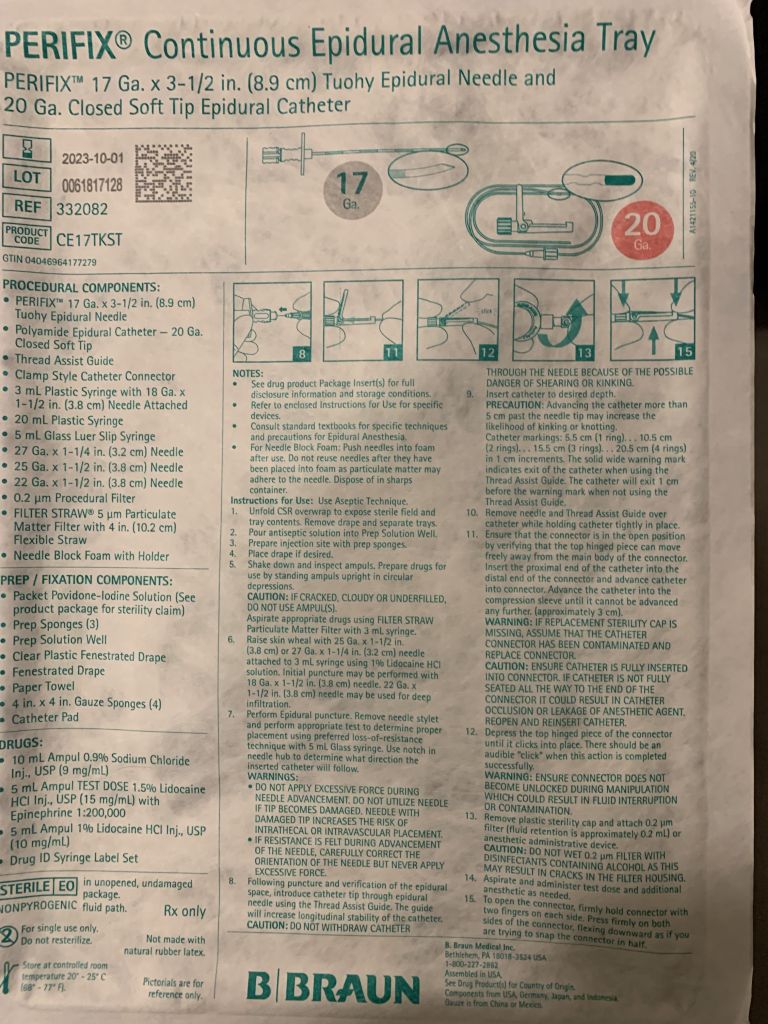 PERIFIX® Continuous Epidural Anesthesia Tray
PERIFIX™ 17 Ga. x 3-1/2 in. (8.9 cm) Tuohy Epidural Needle and
20 Ga. Closed Soft Tip Epidural Catheter
2023-10-01
LOT 0061817128
REF 332082
PRODUCT CODE CE17TKST
GTIN 04046964177279
17
Ga.
20
Ga.
A1421155-10 REV. 4/20
PROCEDURAL COMPONENTS:
• PERIFIX™ 17 Ga. x 3-1/2 in. (8.9 cm)
Tuohy Epidural Needle
• Polyamide Epidural Catheter – 20 Ga.
Closed Soft Tip
• Thread Assist Guide
• Clamp Style Catheter Connector
• 3 mL Plastic Syringe with 18 Ga. x
1-1/2 in. (3.8 cm) Needle Attached
• 20 mL Plastic Syringe
• 5 mL Glass Luer Slip Syringe
• 27 Ga. x 1-1/4 in. (3.2 cm) Needle
• 25 Ga. x 1-1/2 in. (3.8 cm) Needle
• 22 Ga. x 1-1/2 in. (3.8 cm) Needle
• 0.2 µm Procedural Filter
• FILTER STRAW® 5 µm Particulate
Matter Filter with 4 in. (10.2 cm)
Flexible Straw
• Needle Block Foam with Holder
PREP / FIXATION COMPONENTS:
• Packet Povidone-Iodine Solution (See
product package for sterility claim)
• Prep Sponges (3)
• Prep Solution Well
• Clear Plastic Fenestrated Drape
• Fenestrated Drape
• Paper Towel
• 4 in. x 4 in. Gauze Sponges (4)
• Catheter Pad
DRUGS:
• 10 mL Ampul 0.9% Sodium Chloride
Inj., USP (9 mg/mL)
• 5 mL Ampul TEST DOSE 1.5% Lidocaine
HCl Inj., USP (15 mg/mL) with
Epinephrine 1:200,000
• 5 mL Ampul 1% Lidocaine HCl Inj., USP
(10 mg/mL)
• Drug ID Syringe Label Set
STERILE EO in unopened, undamaged
package.
NONPYROGENIC fluid path. Rx only
2 For single use only.
Do not resterilize.
Not made with
natural rubber latex.
Store at controlled room
temperature 20° - 25° C
(68° - 77° F).
Pictorials are for
reference only.
8
11
click
12
13
15
NOTES:
• See drug product Package Insert(s) for full
disclosure information and storage conditions.
• Refer to enclosed Instructions for Use for specific
devices.
• Consult standard textbooks for specific techniques
and precautions for Epidural Anesthesia.
• For Needle Block Foam: Push needles into foam
after use. Do not reuse needles after they have
been placed into foam as particulate matter may
adhere to the needle. Dispose of in sharps
container.
Instructions for Use: Use Aseptic Technique.
1. Unfold CSR overwrap to expose sterile field and
tray contents. Remove drape and separate trays.
2. Pour antiseptic solution into Prep Solution Well.
3. Prepare injection site with prep sponges.
4. Place drape if desired.
5. Shake down and inspect ampuls. Prepare drugs for
use by standing ampuls upright in circular
depressions.
CAUTION: IF CRACKED, CLOUDY OR UNDERFILLED,
DO NOT USE AMPUL(S).
Aspirate appropriate drugs using FILTER STRAW
Particulate Matter Filter with 3 mL syringe.
6. Raise skin wheal with 25 Ga. x 1-1/2 in.
(3.8 cm) or 27 Ga. x 1-1/4 in. (3.2 cm) needle
attached to 3 mL syringe using 1% Lidocaine HCl
solution. Initial puncture may be performed with
18 Ga. x 1-1/2 in. (3.8 cm) needle. 22 Ga. x
1-1/2 in. (3.8 cm) needle may be used for deep
infiltration.
7. Perform Epidural puncture. Remove needle stylet
and perform appropriate test to determine proper
placement using preferred loss-of-resistance
technique with 5 mL Glass syringe. Use notch in
needle hub to determine what direction the
inserted catheter will follow.
WARNINGS:
• DO NOT APPLY EXCESSIVE FORCE DURING
NEEDLE ADVANCEMENT. DO NOT UTILIZE NEEDLE
IF TIP BECOMES DAMAGED. NEEDLE WITH
DAMAGED TIP INCREASES THE RISK OF
INTRATHECAL OR INTRAVASCULAR PLACEMENT.
• IF RESISTANCE IS FELT DURING ADVANCEMENT
OF THE NEEDLE, CAREFULLY CORRECT THE
ORIENTATION OF THE NEEDLE BUT NEVER APPLY
EXCESSIVE FORCE.
8. Following puncture and verification of the epidural
space, introduce catheter tip through epidural
needle using the Thread Assist Guide. The guide
will increase longitudinal stability of the catheter.
CAUTION: DO NOT WITHDRAW CATHETER
THROUGH THE NEEDLE BECAUSE OF THE POSSIBLE
DANGER OF SHEARING OR KINKING.
9. Insert catheter to desired depth.
PRECAUTION: Advancing the catheter more than
5 cm past the needle tip may increase the
likelihood of kinking or knotting.
Catheter markings: 5.5 cm (1 ring)... 10.5 cm
(2 rings)... 15.5 cm (3 rings)... 20.5 cm (4 rings)
in 1 cm increments. The solid wide warning mark
indicates exit of the catheter when using the
Thread Assist Guide. The catheter will exit 1 cm
before the warning mark when not using the
Thread Assist Guide.
10. Remove needle and Thread Assist Guide over
catheter while holding catheter tightly in place.
11. Ensure that the connector is in the open position
by verifying that the top hinged piece can move
freely away from the main body of the connector.
Insert the proximal end of the catheter into the
distal end of the connector and advance catheter
into connector. Advance the catheter into the
compression sleeve until it cannot be advanced
any further. (approximately 3 cm).
WARNING: IF REPLACEMENT STERILITY CAP IS
MISSING, ASSUME THAT THE CATHETER
CONNECTOR HAS BEEN CONTAMINATED AND
REPLACE CONNECTOR.
CAUTION: ENSURE CATHETER IS FULLY INSERTED
INTO CONNECTOR. IF CATHETER IS NOT FULLY
SEATED ALL THE WAY TO THE END OF THE
CONNECTOR IT COULD RESULT IN CATHETER
OCCLUSION OR LEAKAGE OF ANESTHETIC AGENT.
REOPEN AND REINSERT CATHETER.
12. Depress the top hinged piece of the connector
until it clicks into place. There should be an
audible "click" when this action is completed
successfully.
WARNING: ENSURE CONNECTOR DOES NOT
BECOME UNLOCKED DURING MANIPULATION
WHICH COULD RESULT IN FLUID INTERRUPTION
OR CONTAMINATION.
13. Remove plastic sterility cap and attach 0.2 µm
filter (fluid retention is approximately 0.2 mL) or
anesthetic administrative device.
CAUTION: DO NOT WET 0.2 µm FILTER WITH
DISINFECTANTS CONTAINING ALCOHOL AS THIS
MAY RESULT IN CRACKS IN THE FILTER HOUSING.
14. Aspirate and administer test dose and additional
anesthetic as needed.
15. To open the connector, firmly hold connector with
two fingers on each side. Press firmly on both
sides of the connector, flexing downward as if you
are trying to snap the connector in half.
B|BRAUN
B. Braun Medical Inc.
Bethlehem, PA 18018-3524 USA
1-800-227-2862
Assembled in USA.
See Drug Product(s) for Country of Origin.
Components from USA, Germany, Japan, and Indonesia.
Gauze is from China or Mexico.